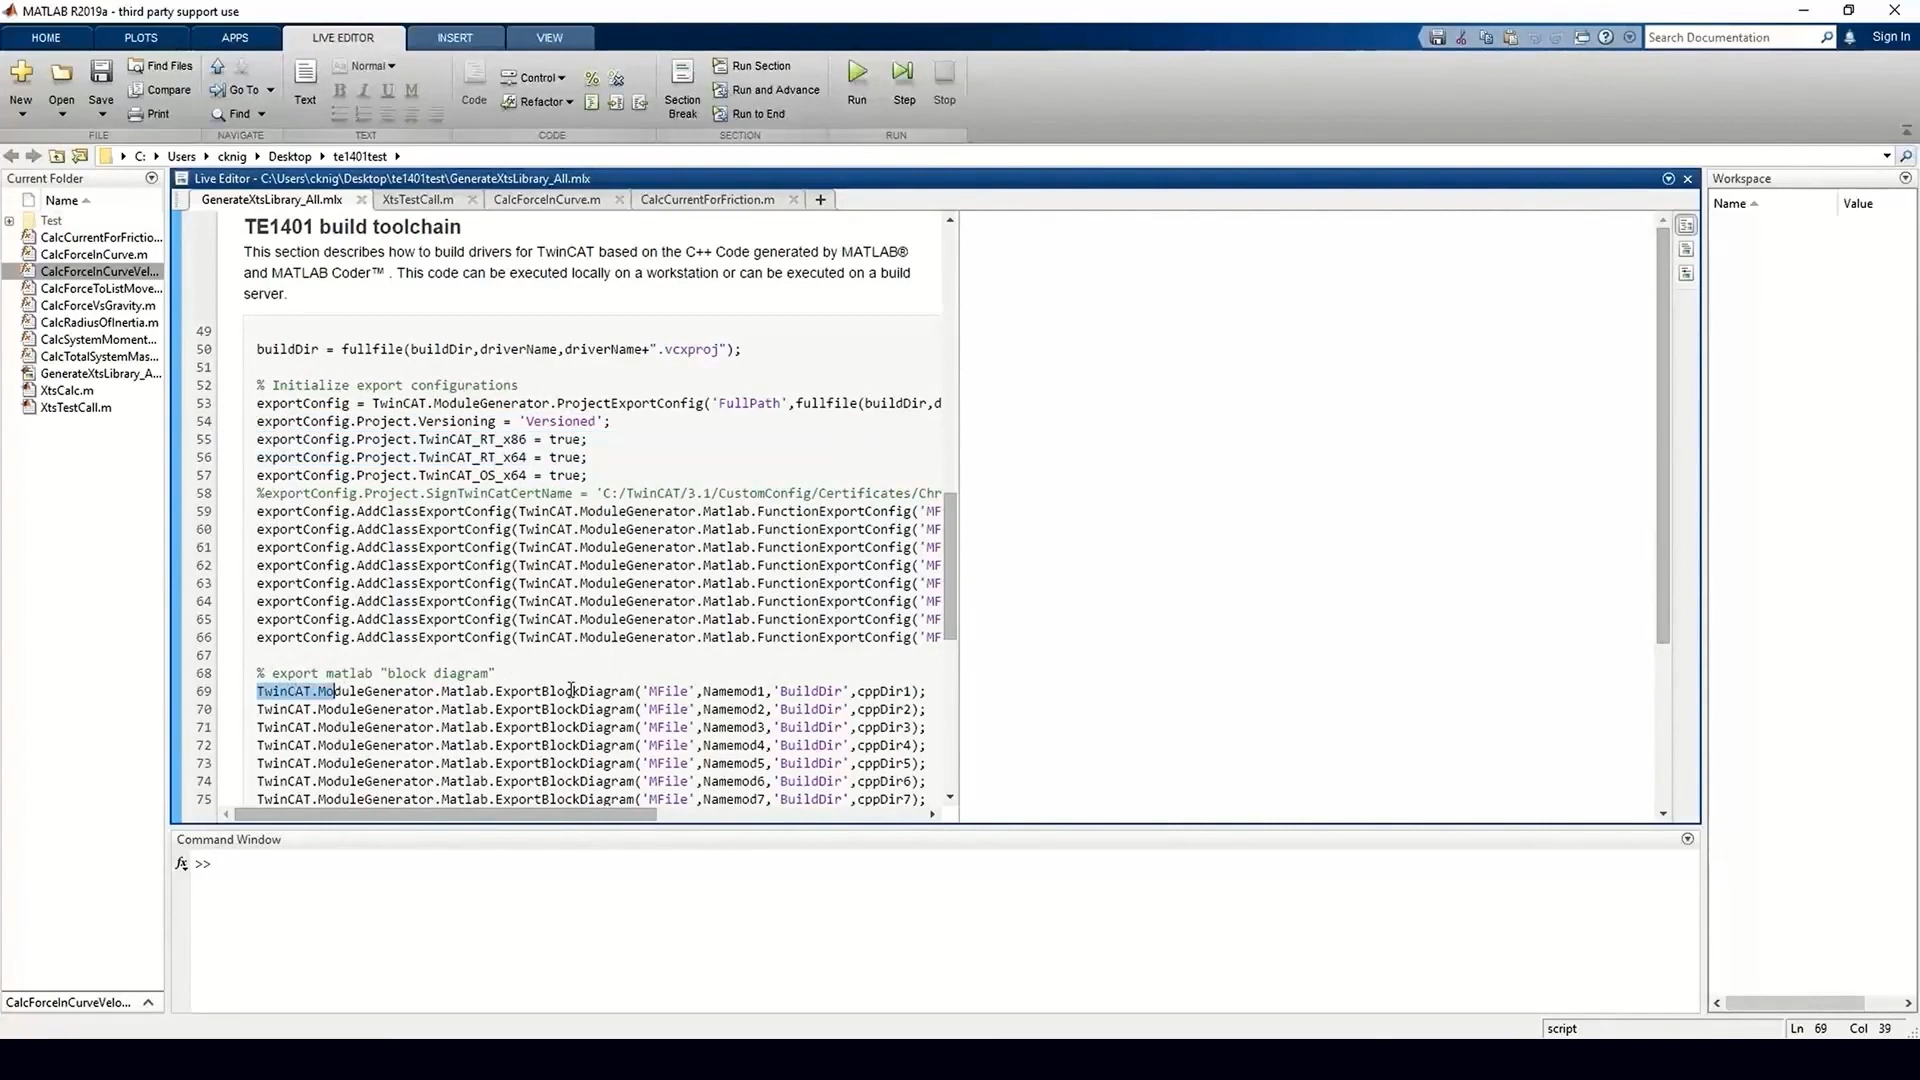 MATLAB R2019a - third party support use
HOME
PLOTS
APPS
LIVE EDITOR
INSERT
VIEW
Search Documentation
Sign In
New
Open
Save
Find Files
Compare
Print
Go To
Find
Text
Normal
B I U M
Code
Control
Refactor
Section Break
Run Section
Run and Advance
Run to End
Run
Step
Stop
FILE
NAVIGATE
TEXT
CODE
SECTION
RUN
C:
Users
cknig
Desktop
te1401test
Current Folder
Name
Test
CalcCurrentForFrictio...
CalcForceInCurve.m
CalcForceInCurveVel...
CalcForceToListMove...
CalcForceVsGravity.m
CalcRadiusOfInertia.m
CalcSystemMoment...
CalcTotalSystemMas...
GenerateXtsLibrary_A...
XtsCalc.m
XtsTestCall.m
CalcForceInCurveVelo...
Live Editor - C:\Users\cknig\Desktop\te1401test\GenerateXtsLibrary_All.mlx
GenerateXtsLibrary_All.mlx
XtsTestCall.m
CalcForceInCurve.m
CalcCurrentForFriction.m
TE1401 build toolchain
This section describes how to build drivers for TwinCAT based on the C++ Code generated by MATLAB®
and MATLAB Coder™ . This code can be executed locally on a workstation or can be executed on a build
server.
49
50 buildDir = fullfile(buildDir,driverName,driverName+".vcxproj");
51
52 % Initialize export configurations
53 exportConfig = TwinCAT.ModuleGenerator.ProjectExportConfig('FullPath',fullfile(buildDir,d
54 exportConfig.Project.Versioning = 'Versioned';
55 exportConfig.Project.TwinCAT_RT_x86 = true;
56 exportConfig.Project.TwinCAT_RT_x64 = true;
57 exportConfig.Project.TwinCAT_OS_x64 = true;
58 %exportConfig.Project.SignTwinCatCertName = 'C:/TwinCAT/3.1/CustomConfig/Certificates/Chr
59 exportConfig.AddClassExportConfig(TwinCAT.ModuleGenerator.Matlab.FunctionExportConfig('MF
60 exportConfig.AddClassExportConfig(TwinCAT.ModuleGenerator.Matlab.FunctionExportConfig('MF
61 exportConfig.AddClassExportConfig(TwinCAT.ModuleGenerator.Matlab.FunctionExportConfig('MF
62 exportConfig.AddClassExportConfig(TwinCAT.ModuleGenerator.Matlab.FunctionExportConfig('MF
63 exportConfig.AddClassExportConfig(TwinCAT.ModuleGenerator.Matlab.FunctionExportConfig('MF
64 exportConfig.AddClassExportConfig(TwinCAT.ModuleGenerator.Matlab.FunctionExportConfig('MF
65 exportConfig.AddClassExportConfig(TwinCAT.ModuleGenerator.Matlab.FunctionExportConfig('MF
66 exportConfig.AddClassExportConfig(TwinCAT.ModuleGenerator.Matlab.FunctionExportConfig('MF
67
68 % export matlab "block diagram"
69 TwinCAT.ModuleGenerator.Matlab.ExportBlockDiagram('MFile',Namemod1,'BuildDir',cppDir1);
70 TwinCAT.ModuleGenerator.Matlab.ExportBlockDiagram('MFile',Namemod2,'BuildDir',cppDir2);
71 TwinCAT.ModuleGenerator.Matlab.ExportBlockDiagram('MFile',Namemod3,'BuildDir',cppDir3);
72 TwinCAT.ModuleGenerator.Matlab.ExportBlockDiagram('MFile',Namemod4,'BuildDir',cppDir4);
73 TwinCAT.ModuleGenerator.Matlab.ExportBlockDiagram('MFile',Namemod5,'BuildDir',cppDir5);
74 TwinCAT.ModuleGenerator.Matlab.ExportBlockDiagram('MFile',Namemod6,'BuildDir',cppDir6);
75 TwinCAT.ModuleGenerator.Matlab.ExportBlockDiagram('MFile',Namemod7,'BuildDir',cppDir7);
Command Window
fx >>
Workspace
Name
Value
script
Ln 69 Col 39